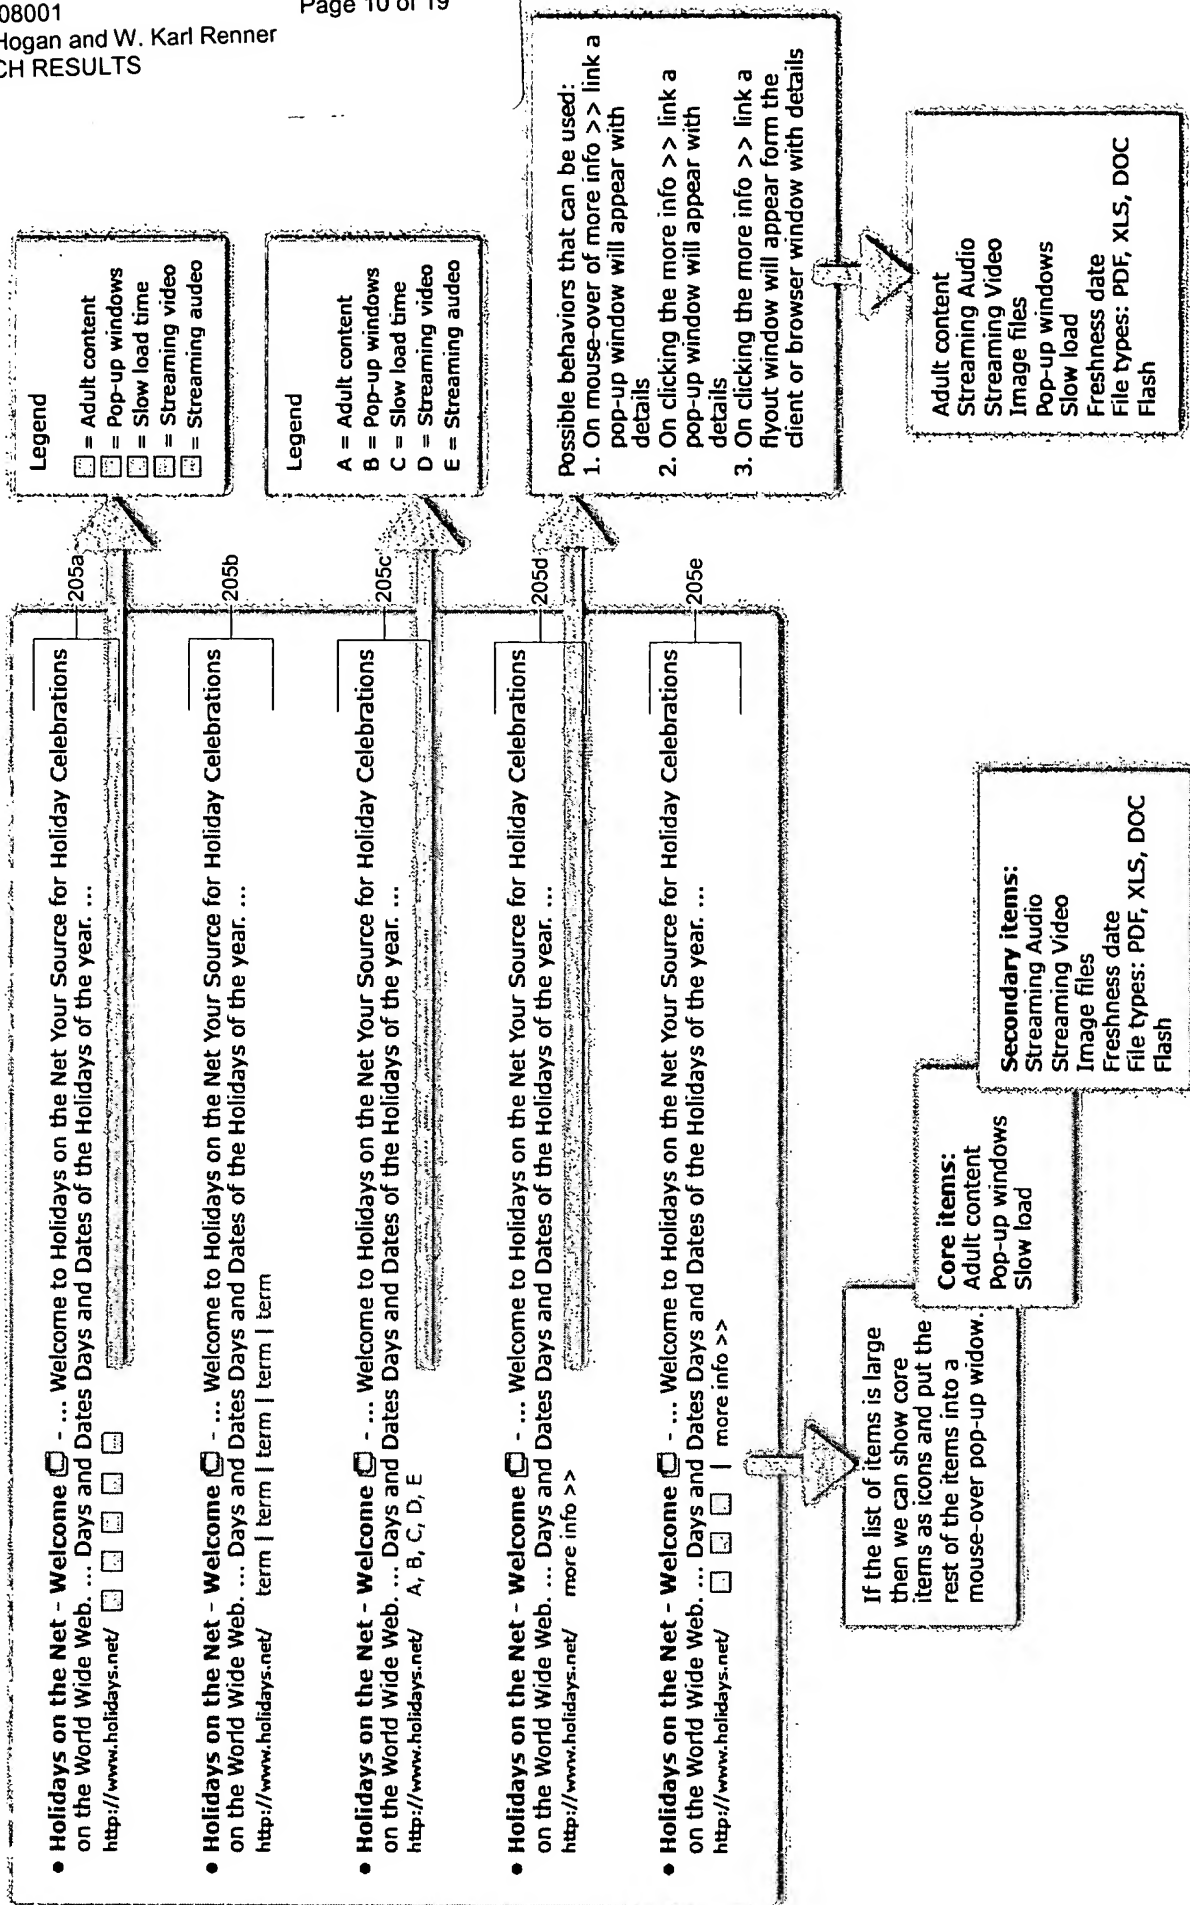 08001
Page 10 of 19
Hogan and W. Karl Renner
CH RESULTS
• Holidays on the Net - Welcome - ... Welcome to Holidays on the Net Your Source for Holiday Celebrations
on the World Wide Web. ... Days and Dates Days and Dates of the Holidays of the year. ...
http://www.holidays.net/
205a
• Holidays on the Net - Welcome - ... Welcome to Holidays on the Net Your Source for Holiday Celebrations
on the World Wide Web. ... Days and Dates Days and Dates of the Holidays of the year. ...
http://www.holidays.net/ term | term | term | term | term
205b
• Holidays on the Net - Welcome - ... Welcome to Holidays on the Net Your Source for Holiday Celebrations
on the World Wide Web. ... Days and Dates Days and Dates of the Holidays of the year. ...
http://www.holidays.net/ A, B, C, D, E
205c
• Holidays on the Net - Welcome - ... Welcome to Holidays on the Net Your Source for Holiday Celebrations
on the World Wide Web. ... Days and Dates Days and Dates of the Holidays of the year. ...
http://www.holidays.net/ more info >>
205d
• Holidays on the Net - Welcome - ... Welcome to Holidays on the Net Your Source for Holiday Celebrations
on the World Wide Web. ... Days and Dates Days and Dates of the Holidays of the year. ...
http://www.holidays.net/ | more info >>
205e
Legend
= Adult content
= Pop-up windows
= Slow load time
= Streaming video
= Streaming audeo
Legend
A = Adult content
B = Pop-up windows
C = Slow load time
D = Streaming video
E = Streaming audeo
Possible behaviors that can be used:
1. On mouse-over of more info >> link a
pop-up window will appear with
details
2. On clicking the more info >> link a
pop-up window will appear with
details
3. On clicking the more info >> link a
flyout window will appear form the
client or browser window with details
Adult content
Streaming Audio
Streaming Video
Image files
Pop-up windows
Slow load
Freshness date
File types: PDF, XLS, DOC
Flash
If the list of items is large
then we can show core
items as icons and put the
rest of the items into a
mouse-over pop-up widow.
Core items:
Adult content
Pop-up windows
Slow load
Secondary items:
Streaming Audio
Streaming Video
Image files
Freshness date
File types: PDF, XLS, DOC
Flash